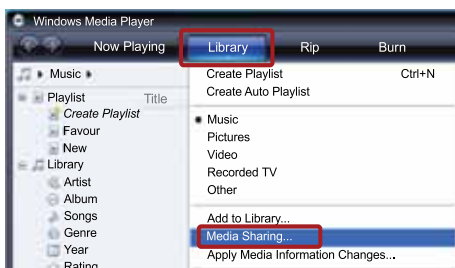 Windows Media Player
Now Playing Library Rip Burn
Music
Playlist Title
Create Playlist
Favour
New
Library
Artist
Album
Songs
Genre
Year
Rating
Create Playlist Ctrl+N
Create Auto Playlist
Music
Pictures
Video
Recorded TV
Other
Add to Library...
Media Sharing...
Apply Media Information Changes...